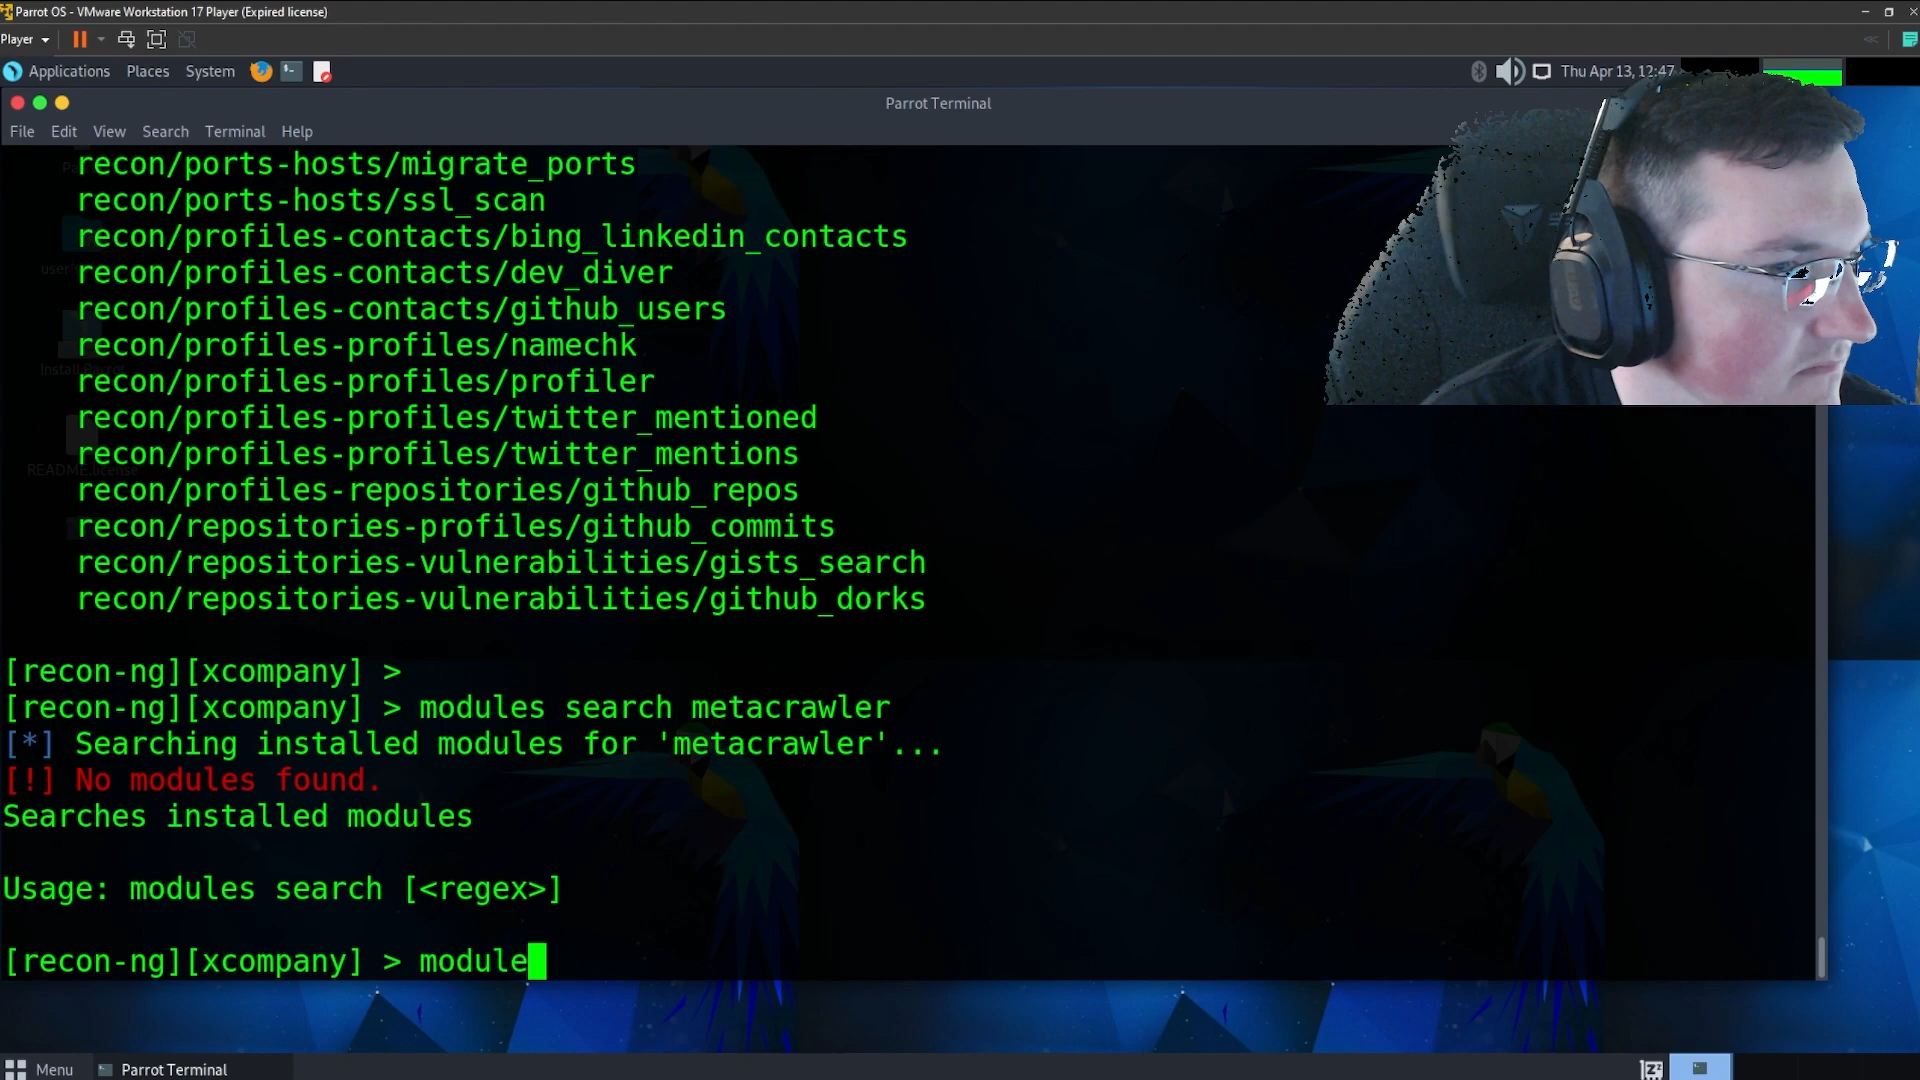 Parrot OS - VMware Workstation 17 Player (Expired license)
Player
Applications Places System
Thu Apr 13, 12:47
Parrot Terminal
File Edit View Search Terminal Help
recon/ports-hosts/migrate_ports
recon/ports-hosts/ssl_scan
recon/profiles-contacts/bing_linkedin_contacts
recon/profiles-contacts/dev_diver
recon/profiles-contacts/github_users
recon/profiles-profiles/namechk
recon/profiles-profiles/profiler
recon/profiles-profiles/twitter_mentioned
recon/profiles-profiles/twitter_mentions
recon/profiles-repositories/github_repos
recon/repositories-profiles/github_commits
recon/repositories-vulnerabilities/gists_search
recon/repositories-vulnerabilities/github_dorks
Install Parrot
README.license
[recon-ng][xcompany] >
[recon-ng][xcompany] > modules search metacrawler
[*] Searching installed modules for 'metacrawler'...
[!] No modules found.
Searches installed modules
Usage: modules search [<regex>]
[recon-ng][xcompany] > module
Menu
Parrot Terminal